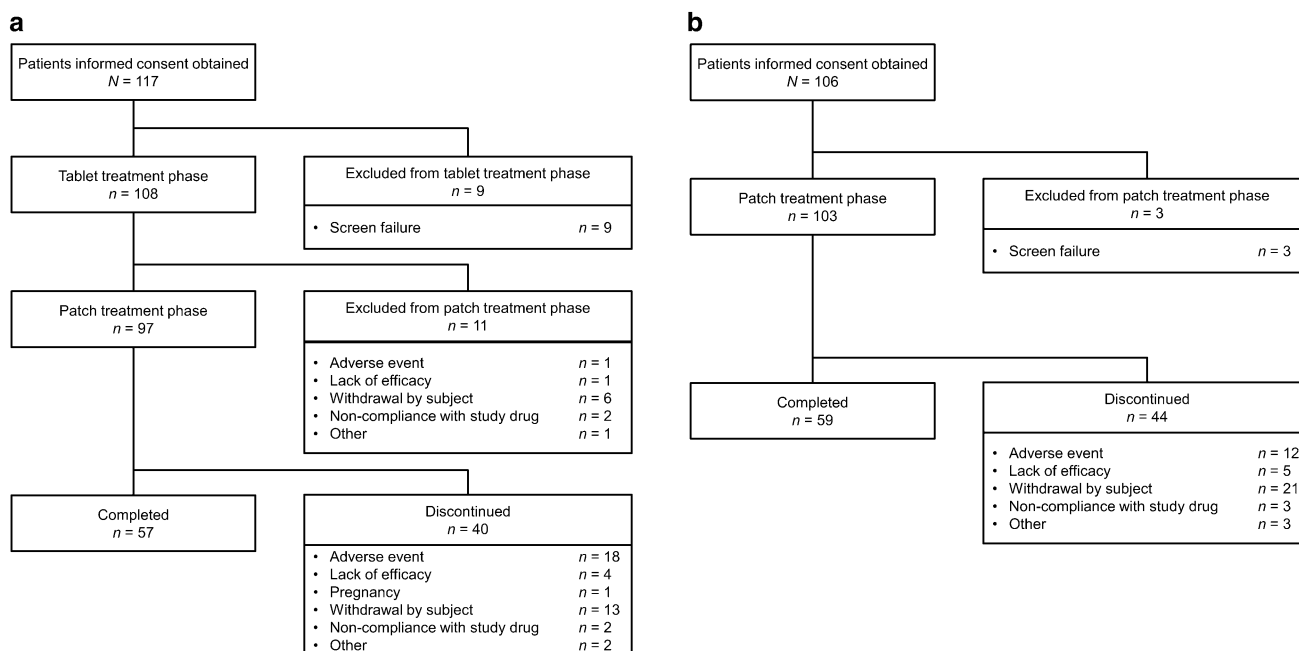 a
Patients informed consent obtained
N = 117
Tablet treatment phase
n = 108
Excluded from tablet treatment phase
n = 9
• Screen failure n = 9
Patch treatment phase
n = 97
Excluded from patch treatment phase
n = 11
• Adverse event n = 1
• Lack of efficacy n = 1
• Withdrawal by subject n = 6
• Non-compliance with study drug n = 2
• Other n = 1
Completed
n = 57
Discontinued
n = 40
• Adverse event n = 18
• Lack of efficacy n = 4
• Pregnancy n = 1
• Withdrawal by subject n = 13
• Non-compliance with study drug n = 2
• Other n = 2
b
Patients informed consent obtained
N = 106
Patch treatment phase
n = 103
Excluded from patch treatment phase
n = 3
• Screen failure n = 3
Completed
n = 59
Discontinued
n = 44
• Adverse event n = 12
• Lack of efficacy n = 5
• Withdrawal by subject n = 21
• Non-compliance with study drug n = 3
• Other n = 3